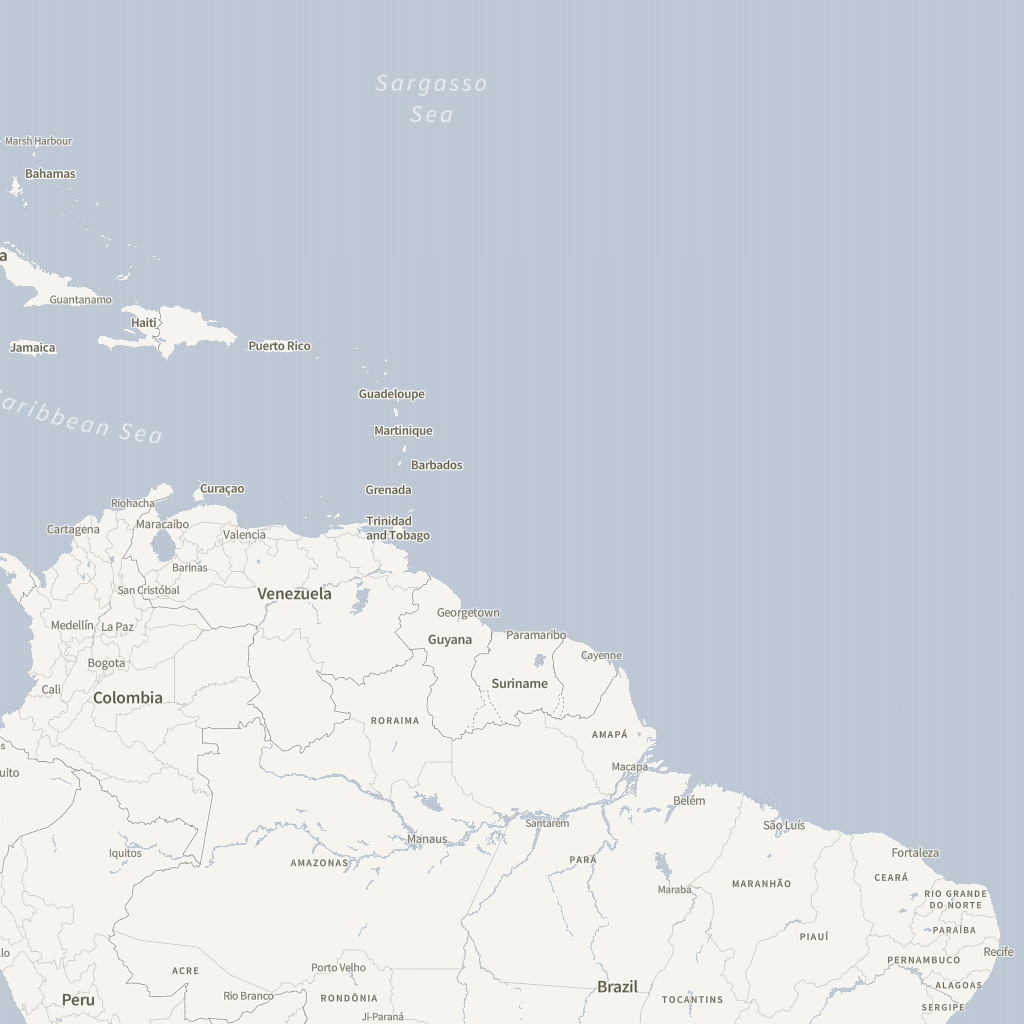 Sargasso
Sea
Marsh Harbour
Bahamas
a
Guantanamo
Haiti
Jamaica
Puerto Rico
Guadeloupe
aribbean Sea
Martinique
Barbados
Curaçao
Grenada
Riohacha
Trinidad
and Tobago
Cartagena
Maracaibo
Valencia
Barinas
San Cristóbal
Venezuela
Georgetown
Medellín
La Paz
Guyana
Paramaribo
Cayenne
Bogota
Cali
Colombia
Suriname
RORAIMA
AMAPÁ
s
uito
Macapa
Belém
Santarém
São Luís
Manaus
Iquitos
AMAZONAS
PARÁ
Fortaleza
CEARÁ
Maraba
MARANHÃO
RIO GRANDE
DO NORTE
PIAUÍ
PARAÍBA
lo
Recife
PERNAMBUCO
ACRE
Porto Velho
ALAGOAS
Peru
Rio Branco
RONDÔNIA
Brazil
TOCANTINS
SERGIPE
Ji-Paraná